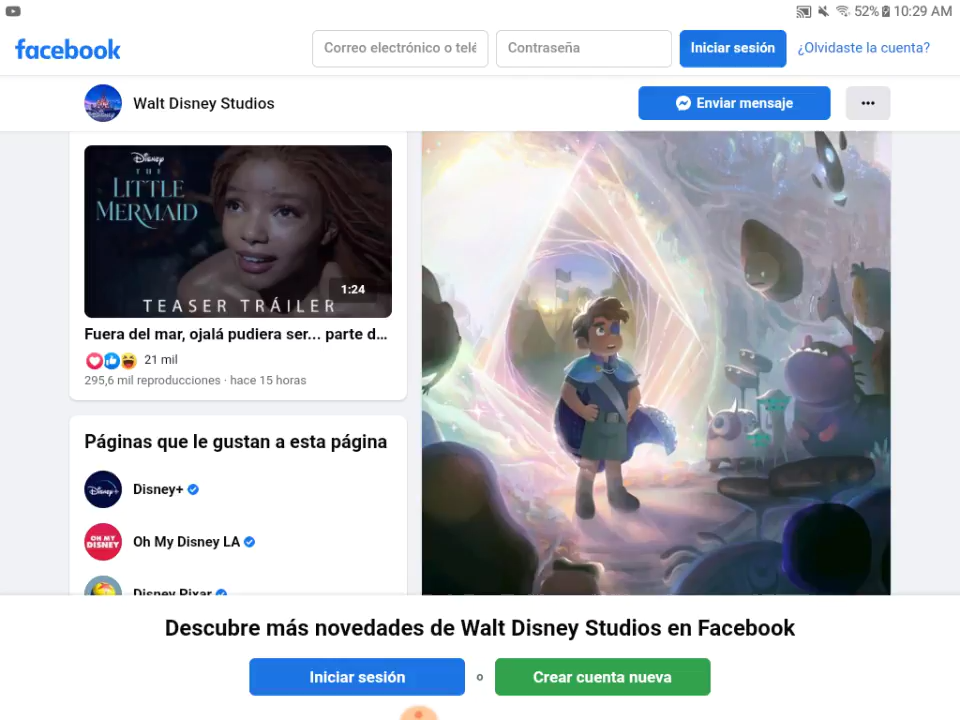 52% 10:29 AM
facebook
Correo electrónico o telé
Contraseña
Iniciar sesión
¿Olvidaste la cuenta?
Walt Disney Studios
Enviar mensaje
Disney
THE
LITTLE
MERMAID
1:24
TEASER TRÁILER
Fuera del mar, ojalá pudiera ser... parte d...
21 mil
295,6 mil reproducciones · hace 15 horas
Páginas que le gustan a esta página
Disney+
Disney+
OH MY
DISNEY
Oh My Disney LA
Disney Pixar
Descubre más novedades de Walt Disney Studios en Facebook
Iniciar sesión
o
Crear cuenta nueva